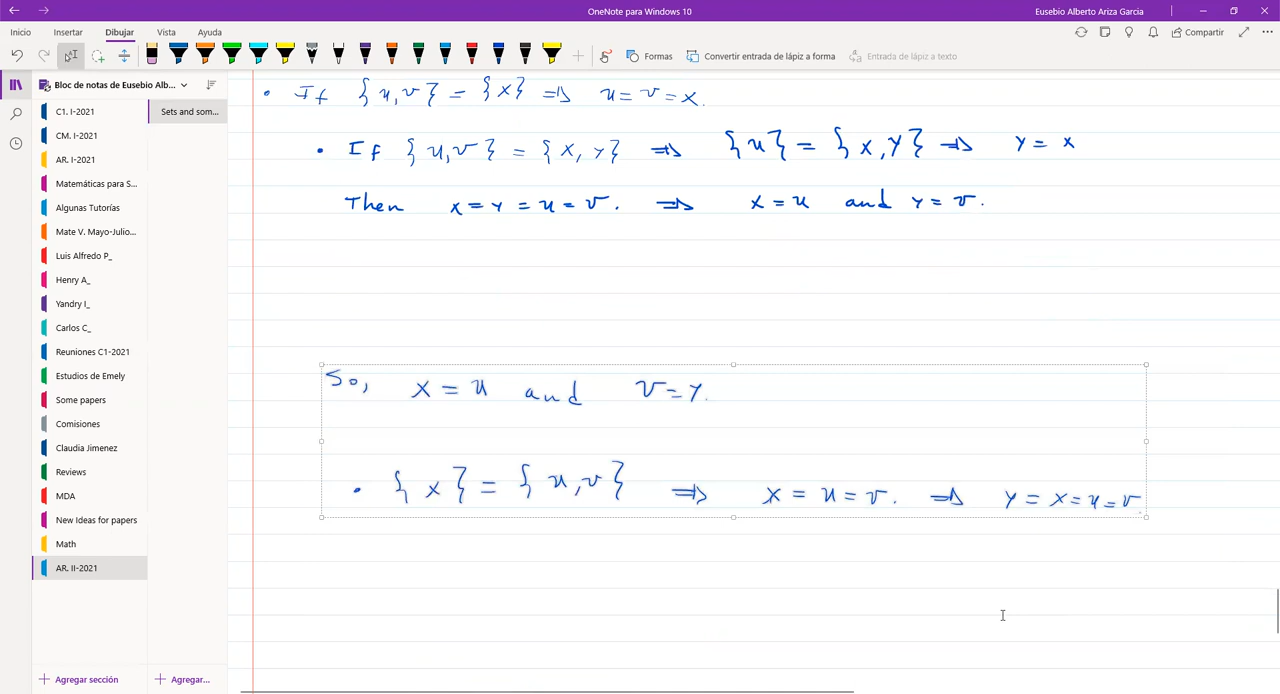 OneNote para Windows 10
Eusebio Alberto Ariza Garcia
Inicio Insertar Dibujar Vista Ayuda
Compartir
Formas Convertir entrada de lápiz a forma Entrada de lápiz a texto
Bloc de notas de Eusebio Alb...
C1. I-2021
CM. I-2021
AR. I-2021
Matemáticas para S...
Algunas Tutorías
Mate V. Mayo-Julio...
Luis Alfredo P_
Henry A_
Yandry I_
Carlos C_
Reuniones C1-2021
Estudios de Emely
Some papers
Comisiones
Claudia Jimenez
Reviews
MDA
New Ideas for papers
Math
AR. II-2021
Agregar sección
Sets and som...
Agregar...
• If {u,v} = {x} ⇒ u=v=x.
• If {u,v} = {x,y} ⇒ {u} = {x,y} ⇒ y = x
Then x=y=u=v. ⇒ x=u and y=v.
So, x=u and v=y.
• {x} = {u,v} ⇒ x=u=v. ⇒ y=x=u=v.